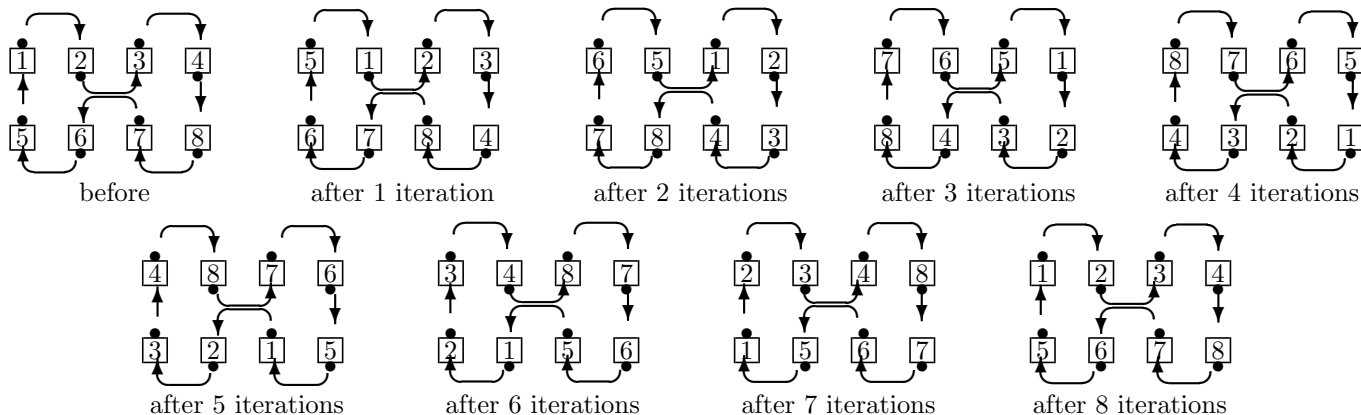 1 2 3 4 5 1 2 3 6 5 1 2 7 6 5 1 8 7 6 5
5 6 7 8 6 7 8 4 7 8 4 3 8 4 3 2 4 3 2 1
before after 1 iteration after 2 iterations after 3 iterations after 4 iterations
4 8 7 6 3 4 8 7 2 3 4 8 1 2 3 4
3 2 1 5 2 1 5 6 1 5 6 7 5 6 7 8
after 5 iterations after 6 iterations after 7 iterations after 8 iterations